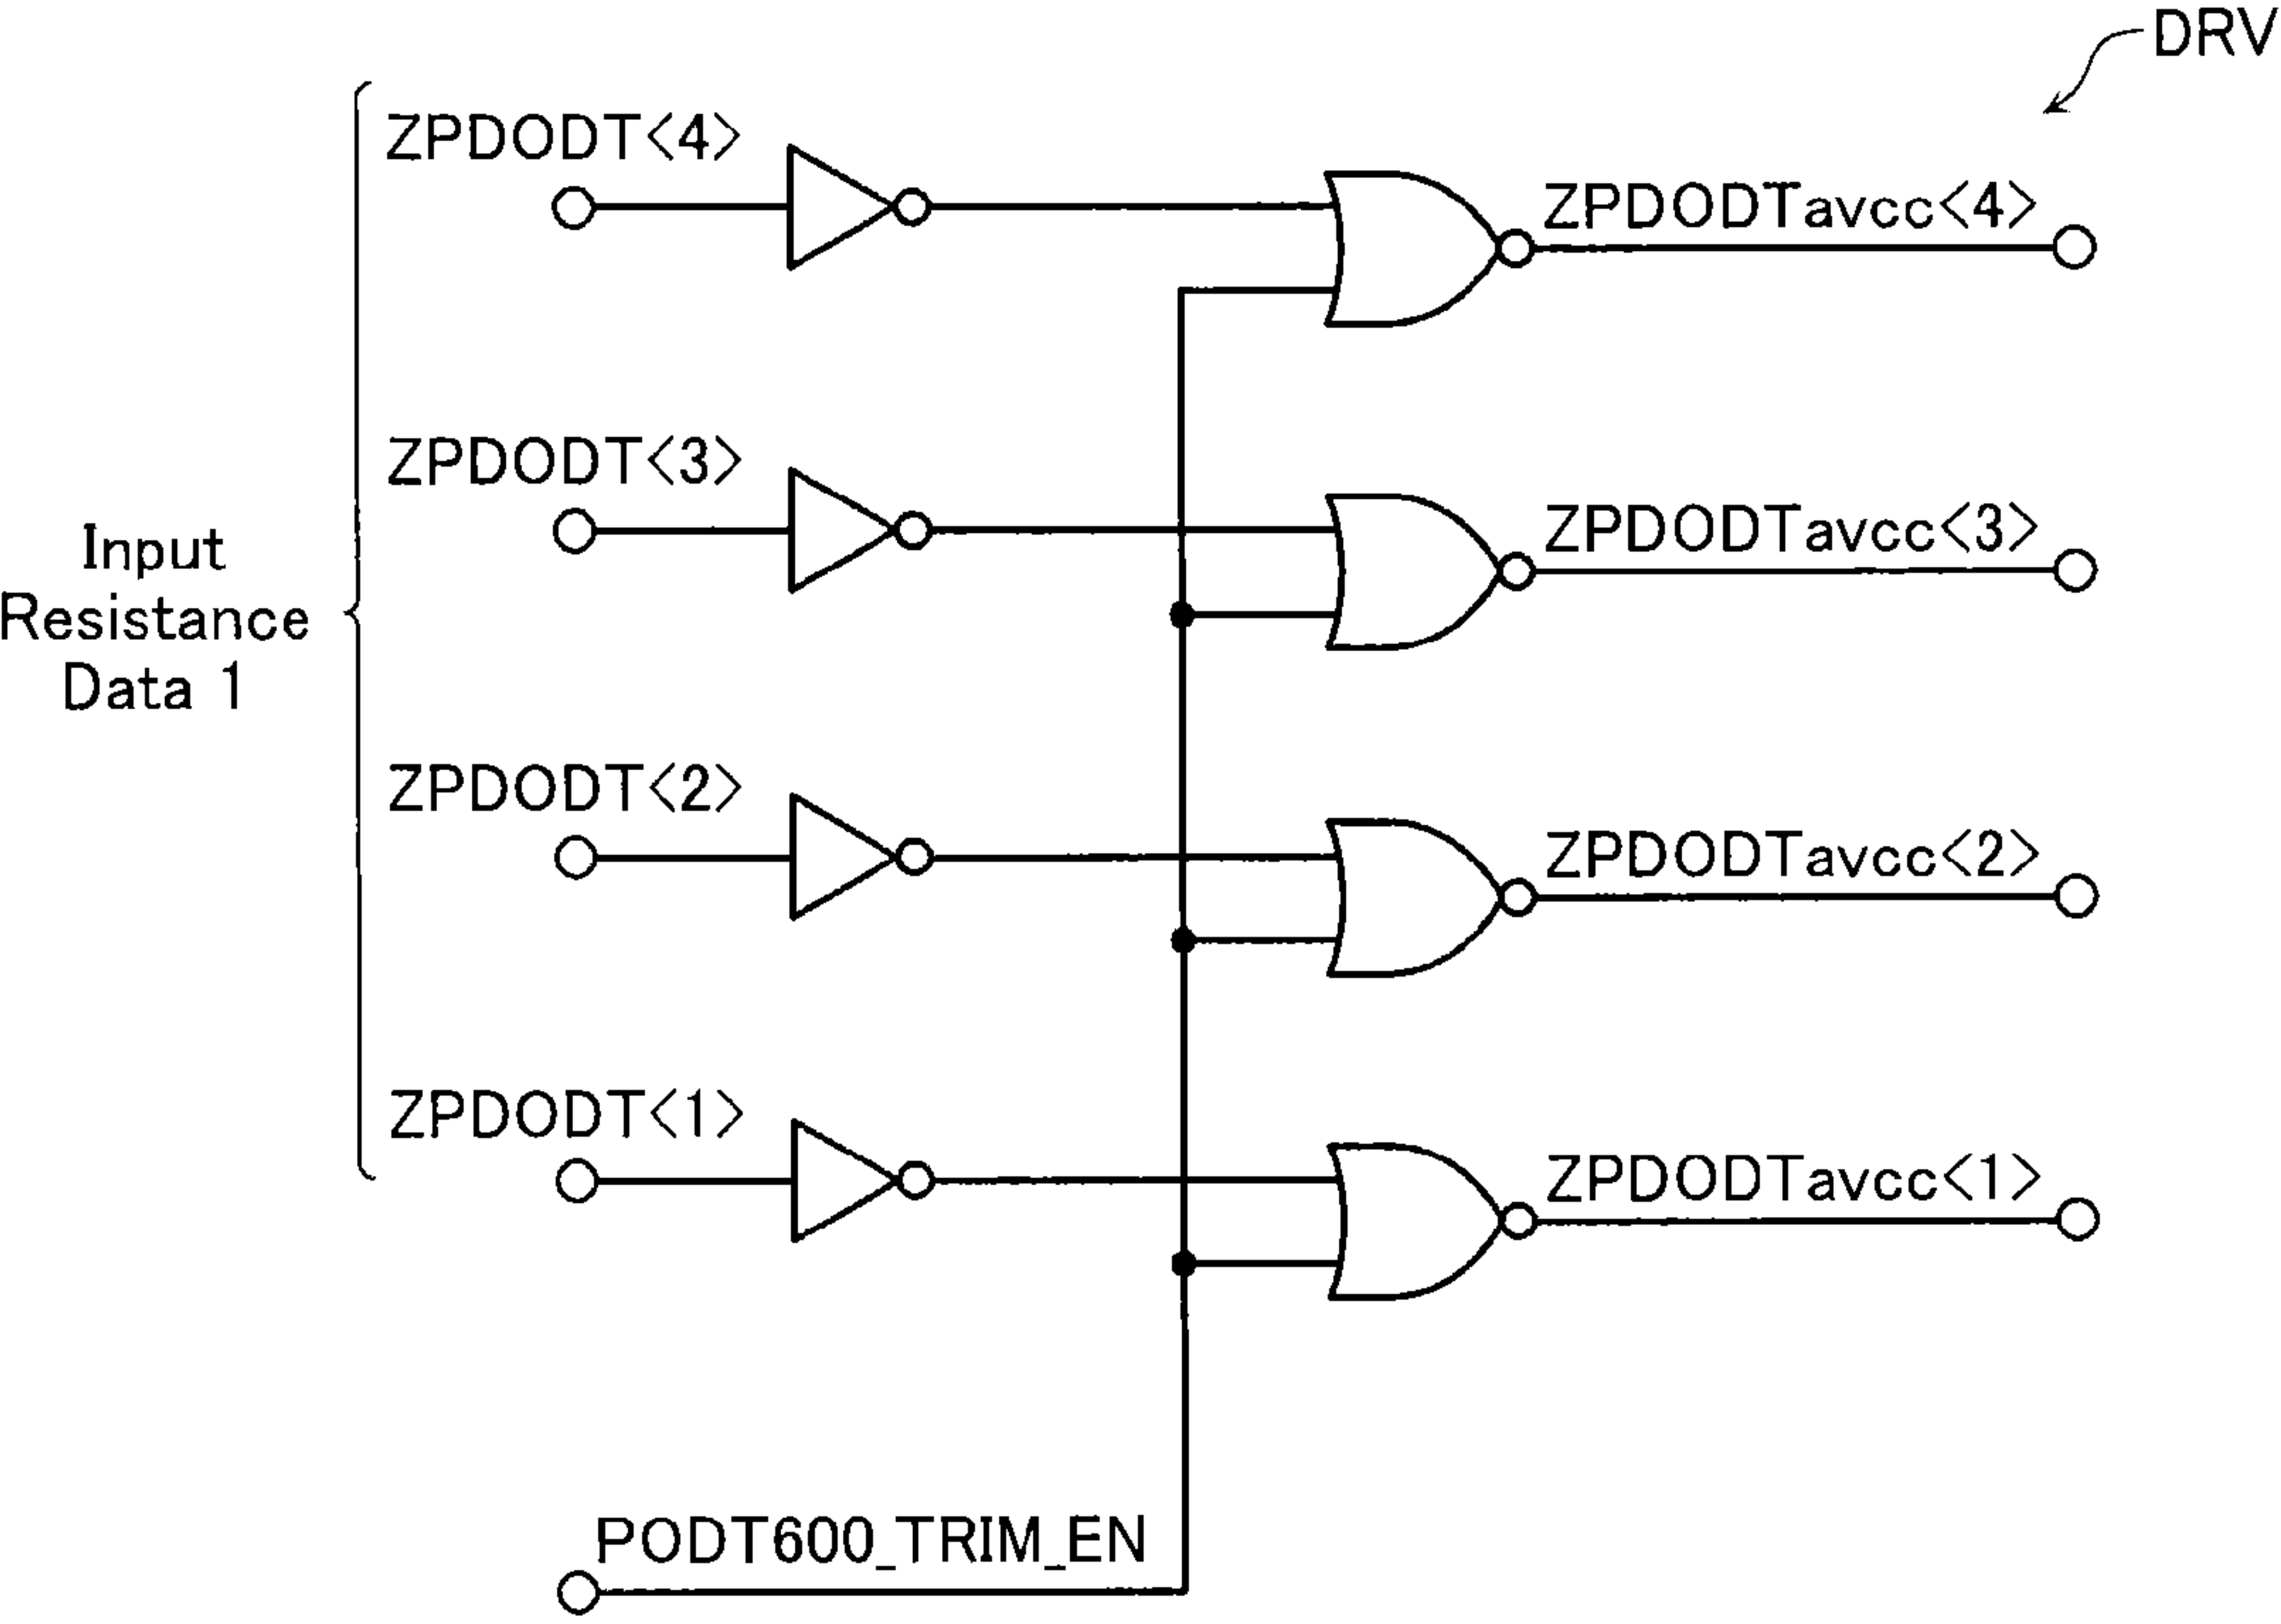 DRV
ZPDODT<4>
ZPDODTavcc<4>
ZPDODT<3>
ZPDODTavcc<3>
Input
Resistance
Data 1
ZPDODT<2>
ZPDODTavcc<2>
ZPDODT<1>
ZPDODTavcc<1>
PODT600_TRIM_EN